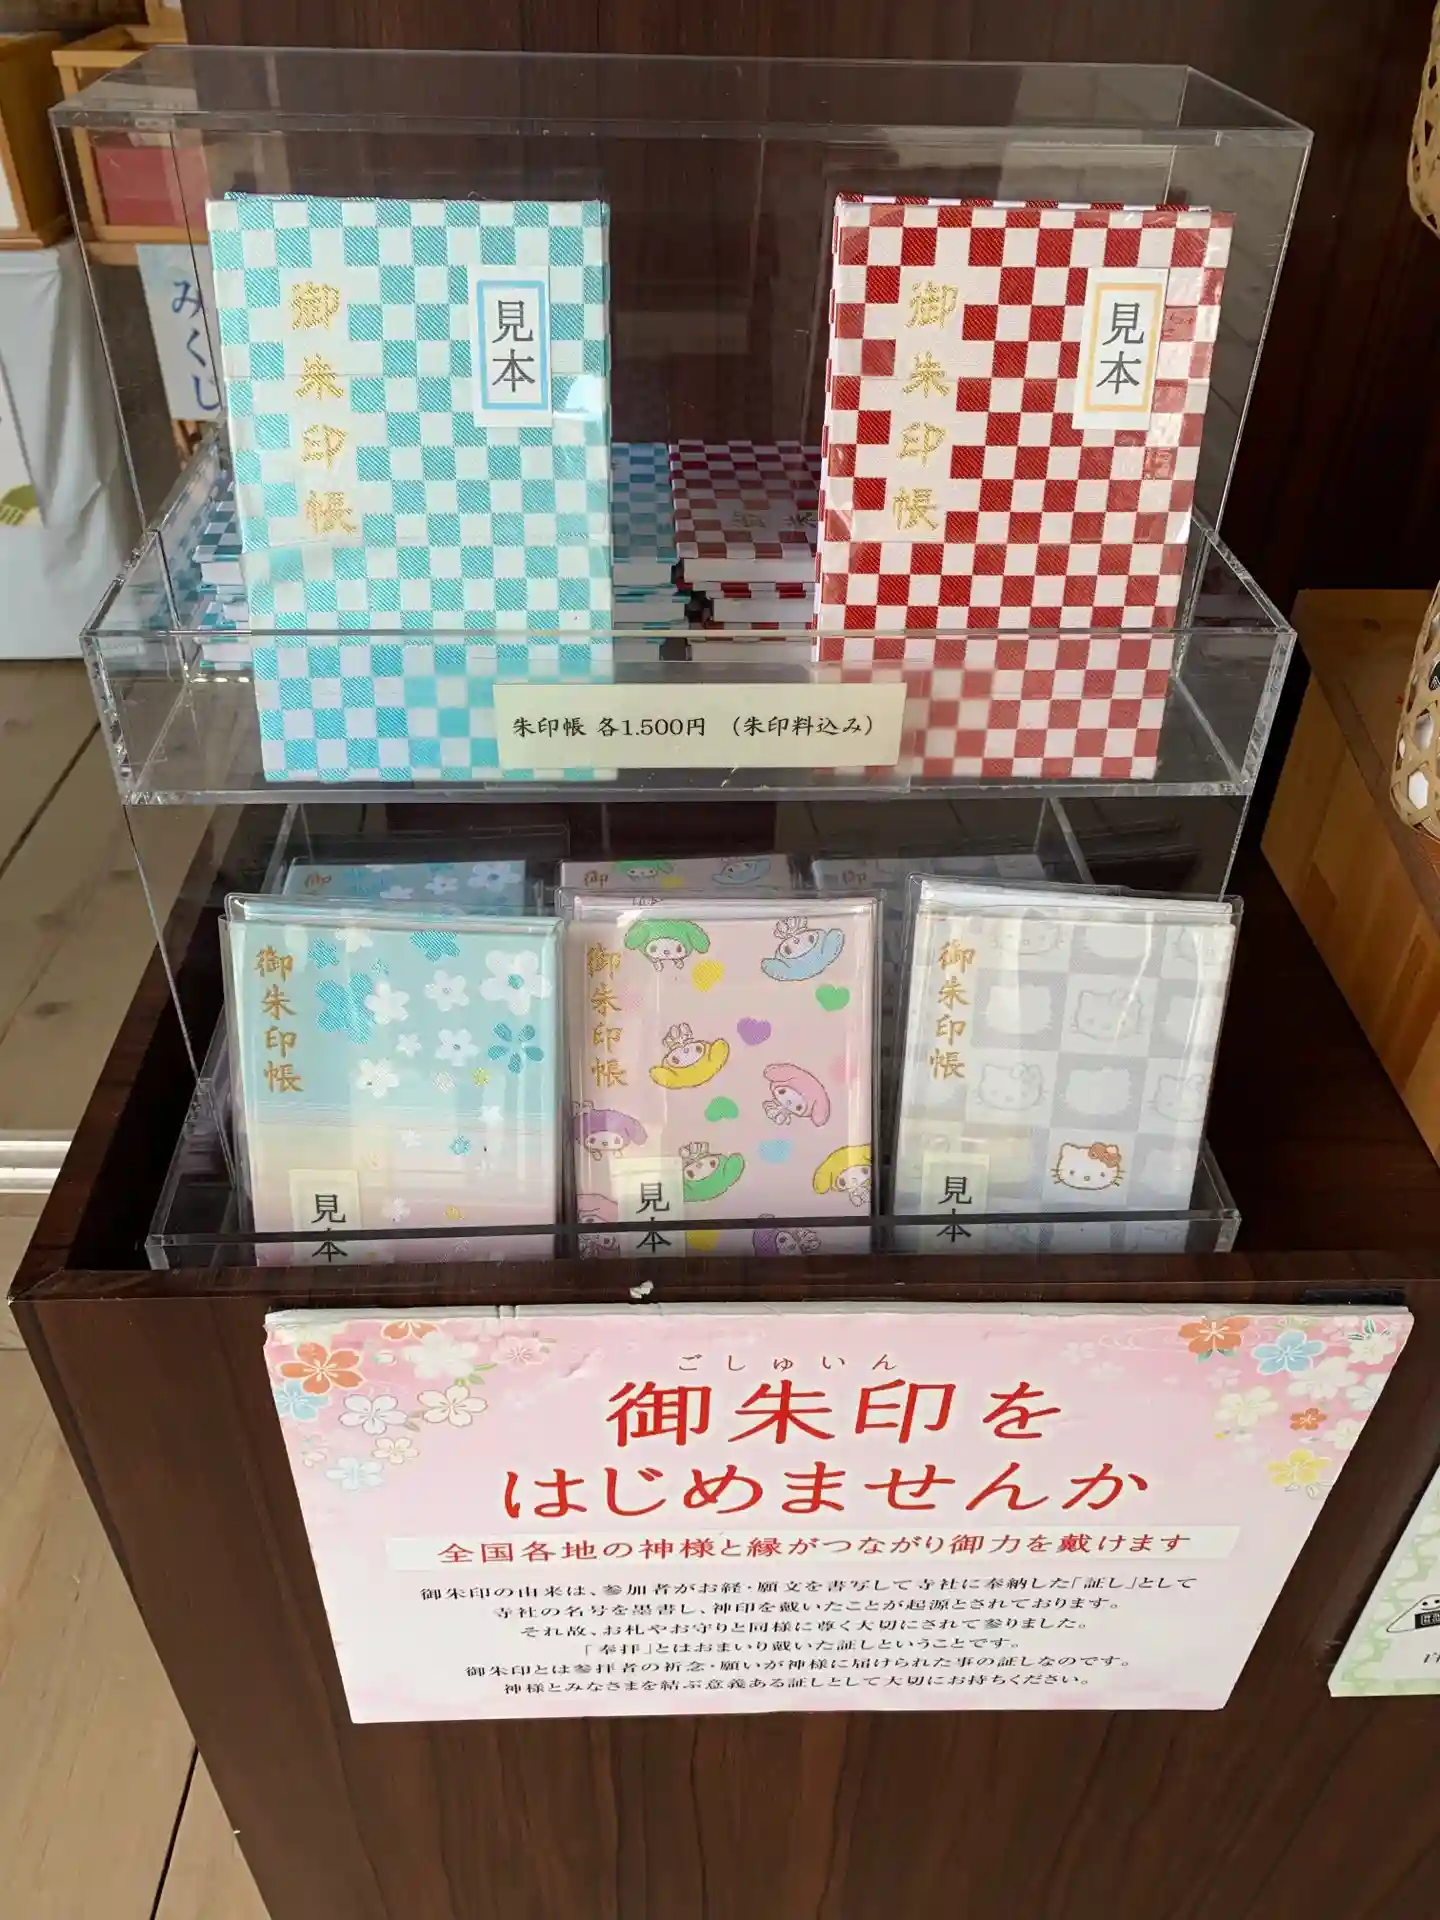 みくじ
御朱印帳
見本
御朱印帳
見本
朱印帳 各1.500円 （朱印料込み）
御
御
御朱印帳
見本
御朱印帳
見本
御朱印帳
見本
ごしゅいん
御朱印を
はじめませんか
全国各地の神様と縁がつながり御力を戴けます
御朱印の由来は、参加者がお経・願文を書写して寺社に奉納した「証し」として
寺社の名号を墨書し、神印を戴いたことが起源とされております。
それ故、お札やお守りと同様に尊く大切にされて参りました。
「奉拝」とはおまいり戴いた証しということです。
御朱印とは参拝者の祈念・願いが神様に届けられた事の証しなのです。
神様とみなさまを結ぶ意義ある証しとして大切にお持ちください。